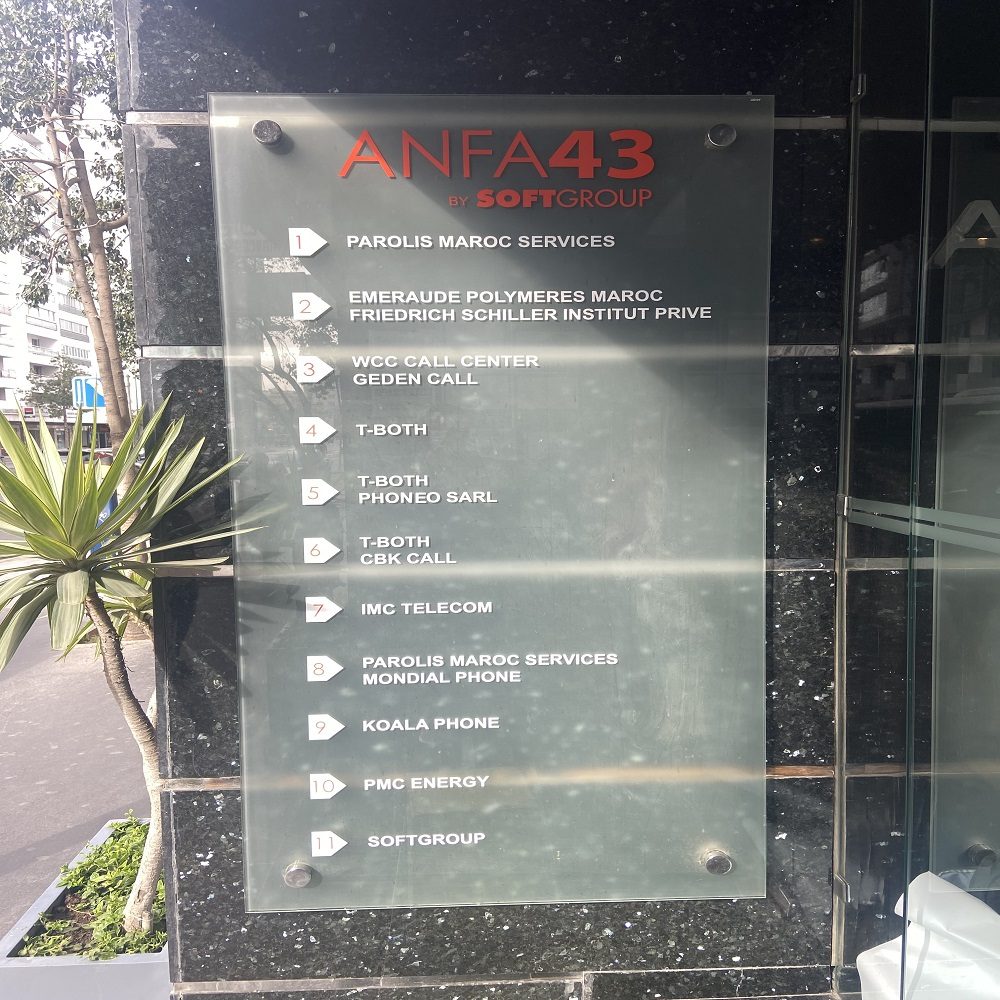 ANFA43
BY SOFTGROUP
1 PAROLIS MAROC SERVICES
2 EMERAUDE POLYMERES MAROC
FRIEDRICH SCHILLER INSTITUT PRIVE
3 WCC CALL CENTER
GEDEN CALL
4 T-BOTH
5 T-BOTH
PHONEO SARL
6 T-BOTH
CBK CALL
7 IMC TELECOM
8 PAROLIS MAROC SERVICES
MONDIAL PHONE
9 KOALA PHONE
10 PMC ENERGY
11 SOFTGROUP
A